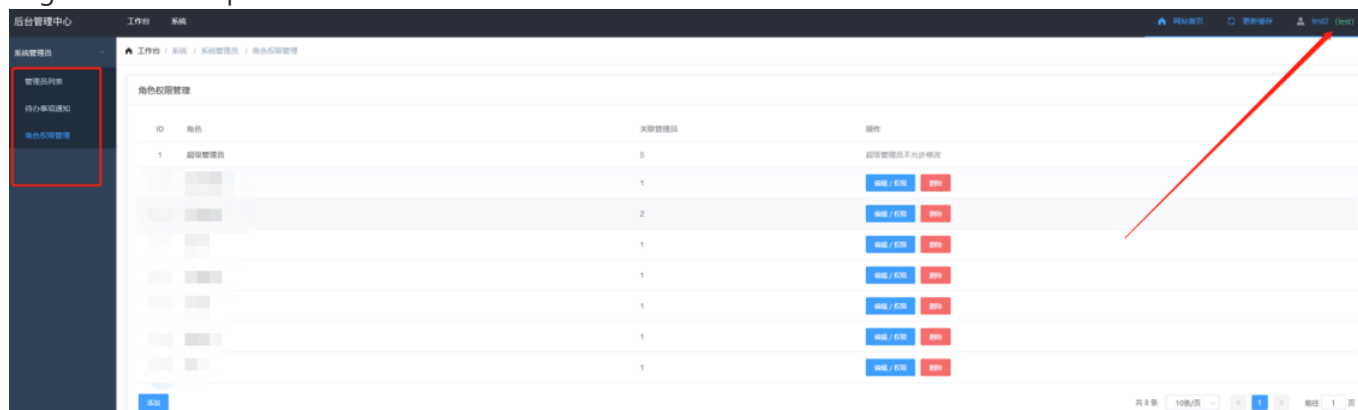 后台管理中心 工作台 系统 网站首页 更新缓存 test2 (test)
系统管理员 工作台 / 系统 / 系统管理员 / 角色权限管理
管理员列表
角色权限管理
待办事项通知
ID 角色 关联管理员 操作
角色权限管理
1 超级管理员 5 超级管理员不允许修改
1 编辑 / 权限 删除
2 编辑 / 权限 删除
1 编辑 / 权限 删除
1 编辑 / 权限 删除
1 编辑 / 权限 删除
1 编辑 / 权限 删除
1 编辑 / 权限 删除
添加 共 8 条 10条/页 1 前往 1 页